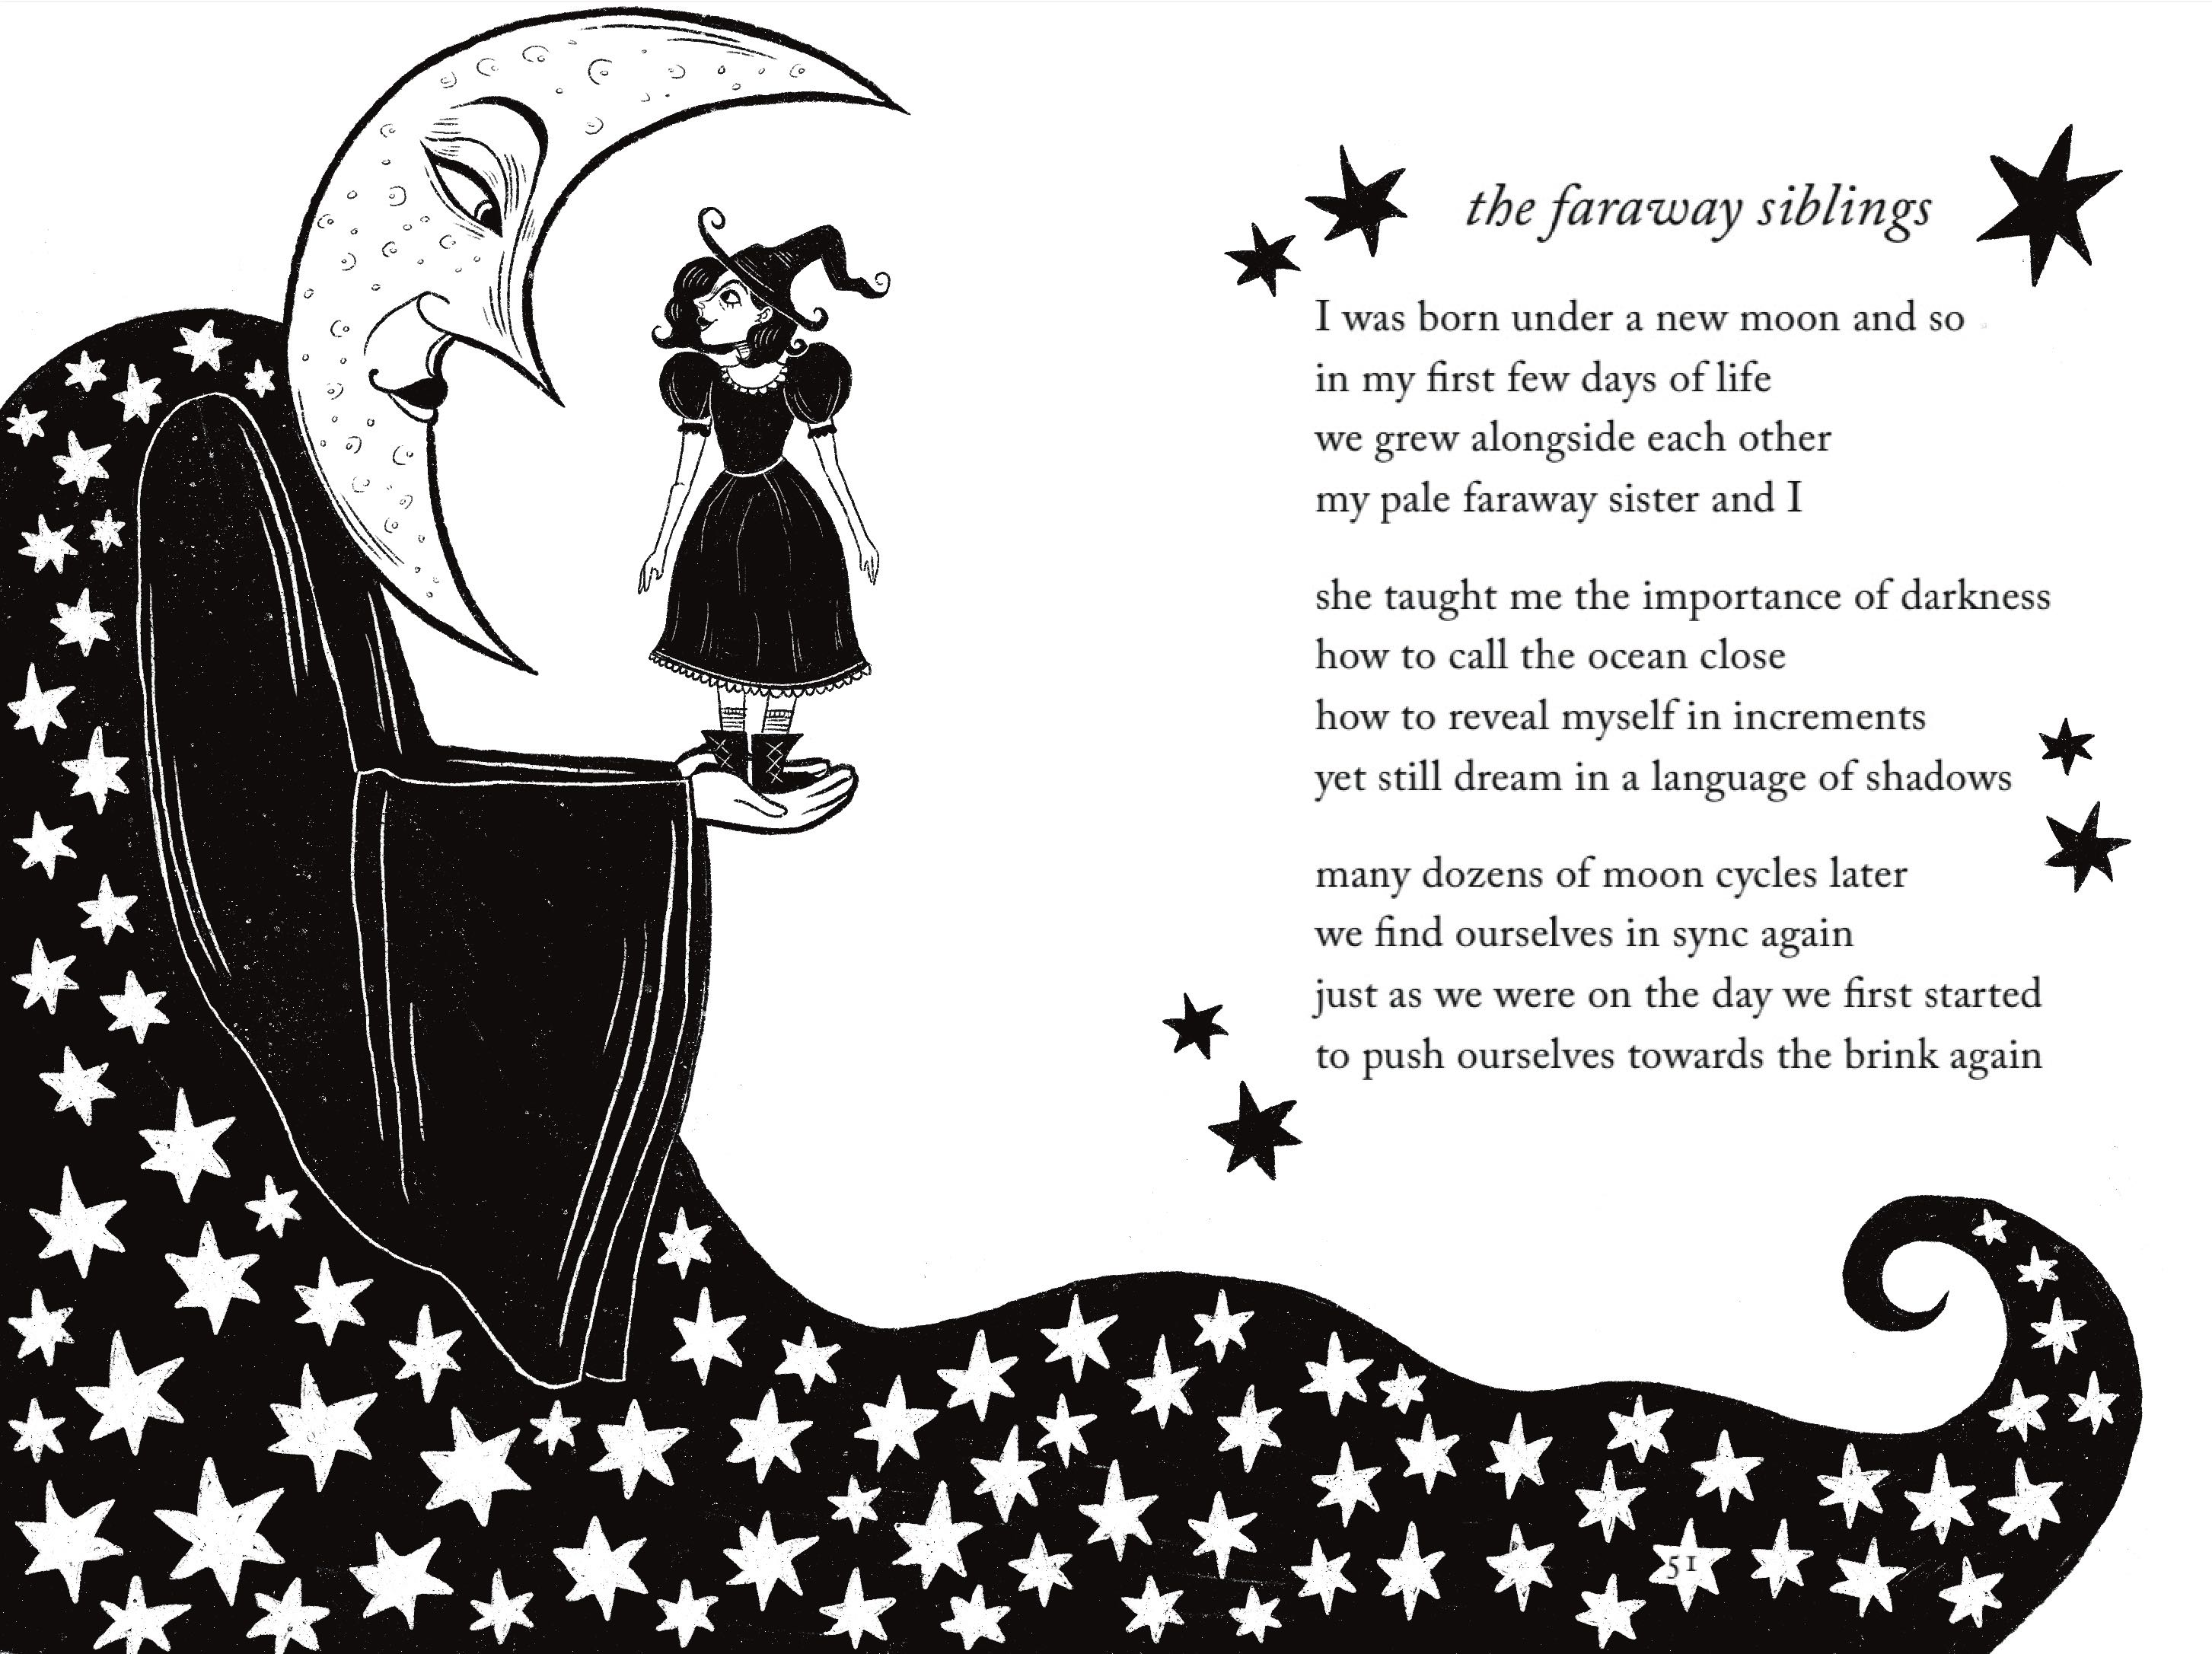 the faraway siblings
I was born under a new moon and so
in my first few days of life
we grew alongside each other
my pale faraway sister and I
she taught me the importance of darkness
how to call the ocean close
how to reveal myself in increments
yet still dream in a language of shadows
many dozens of moon cycles later
we find ourselves in sync again
just as we were on the day we first started
to push ourselves towards the brink again
51